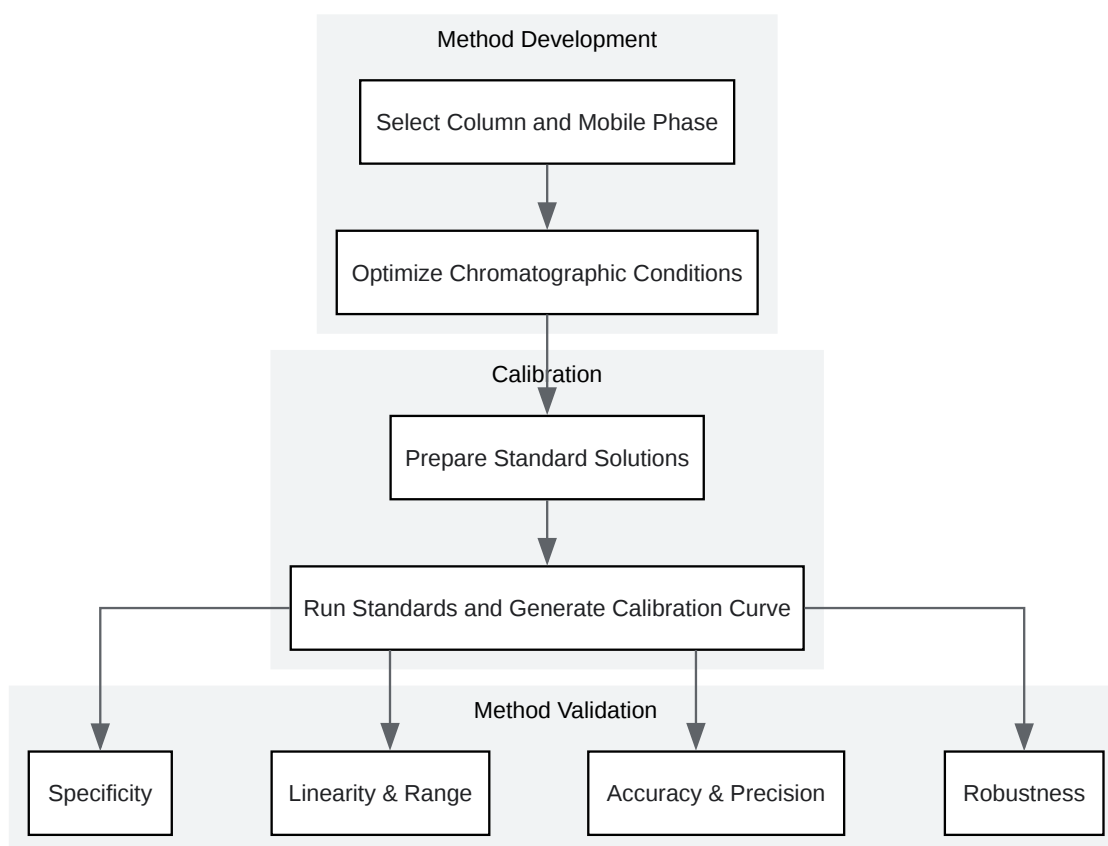 Method Development
Select Column and Mobile Phase
Optimize Chromatographic Conditions
Calibration
Prepare Standard Solutions
Run Standards and Generate Calibration Curve
Method Validation
Specificity
Linearity & Range
Accuracy & Precision
Robustness